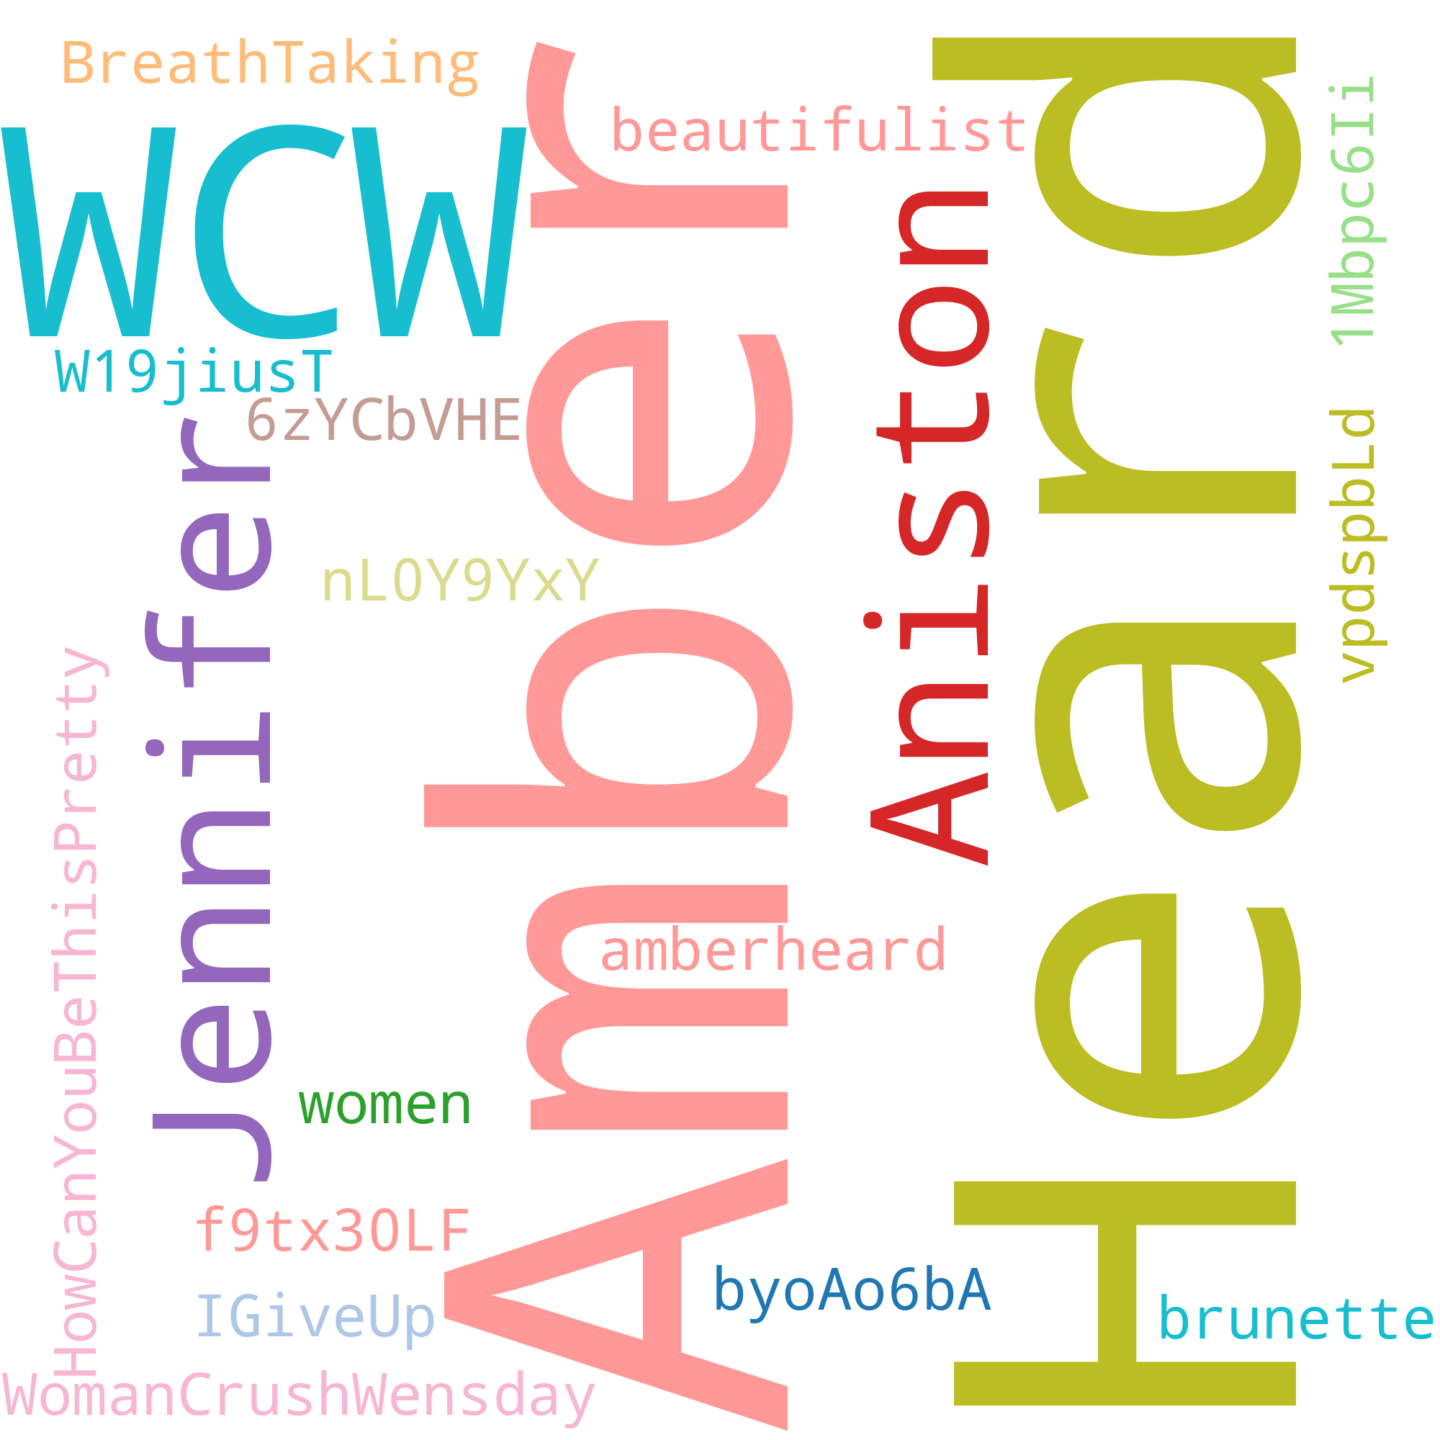 BreathTaking
WCW
beautifulist
W19jiusT
6zYCbVHE
Jennifer
nL0Y9YxY
HowCanYouBeThisPretty
Amber
Aniston
Heard
1Mbpc6Ii
vpdspbLd
amberheard
women
f9tx30LF
IGiveUp
byoAo6bA
brunette
WomanCrushWensday